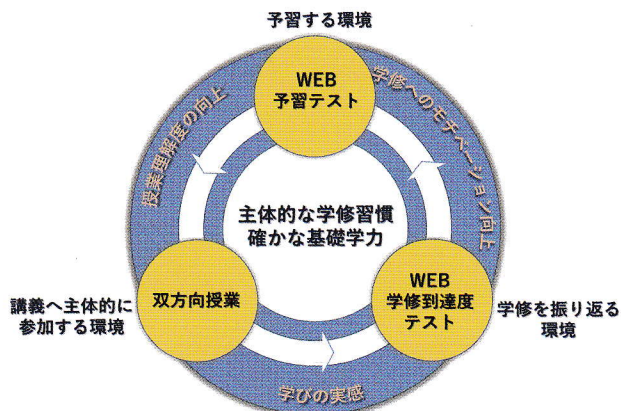 予習する環境
WEB
予習テスト
授業理解度の向上
学修へのモチベーション向上
主体的な学修習慣
確かな基礎学力
双方向授業
WEB
学修到達度
テスト
講義へ主体的に
参加する環境
学修を振り返る
環境
学びの実感